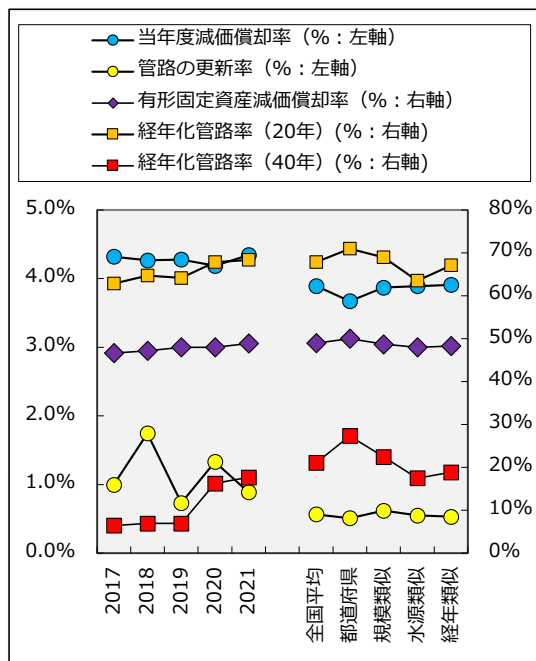 当年度減価償却率（%：左軸）
管路の更新率（%：左軸）
有形固定資産減価償却率（%：右軸）
経年化管路率（20年）(%：右軸)
経年化管路率（40年）(%：右軸)
5.0%
4.0%
3.0%
2.0%
1.0%
0.0%
80%
70%
60%
50%
40%
30%
20%
10%
0%
2017
2018
2019
2020
2021
全国平均
都道府県
規模類似
水源類似
経年類似